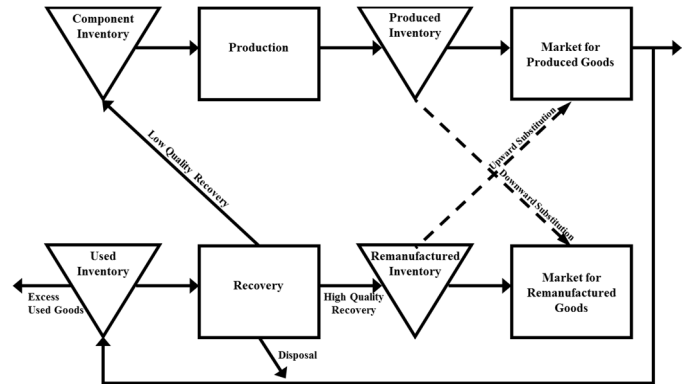 Component
Inventory
Production
Produced
Inventory
Market for
Produced Goods
Low Quality Recovery
Upward Substitution
Downward Substitution
Used
Inventory
Recovery
Remanufactured
Inventory
Market for
Remanufactured
Goods
Excess
Used Goods
High Quality
Recovery
Disposal